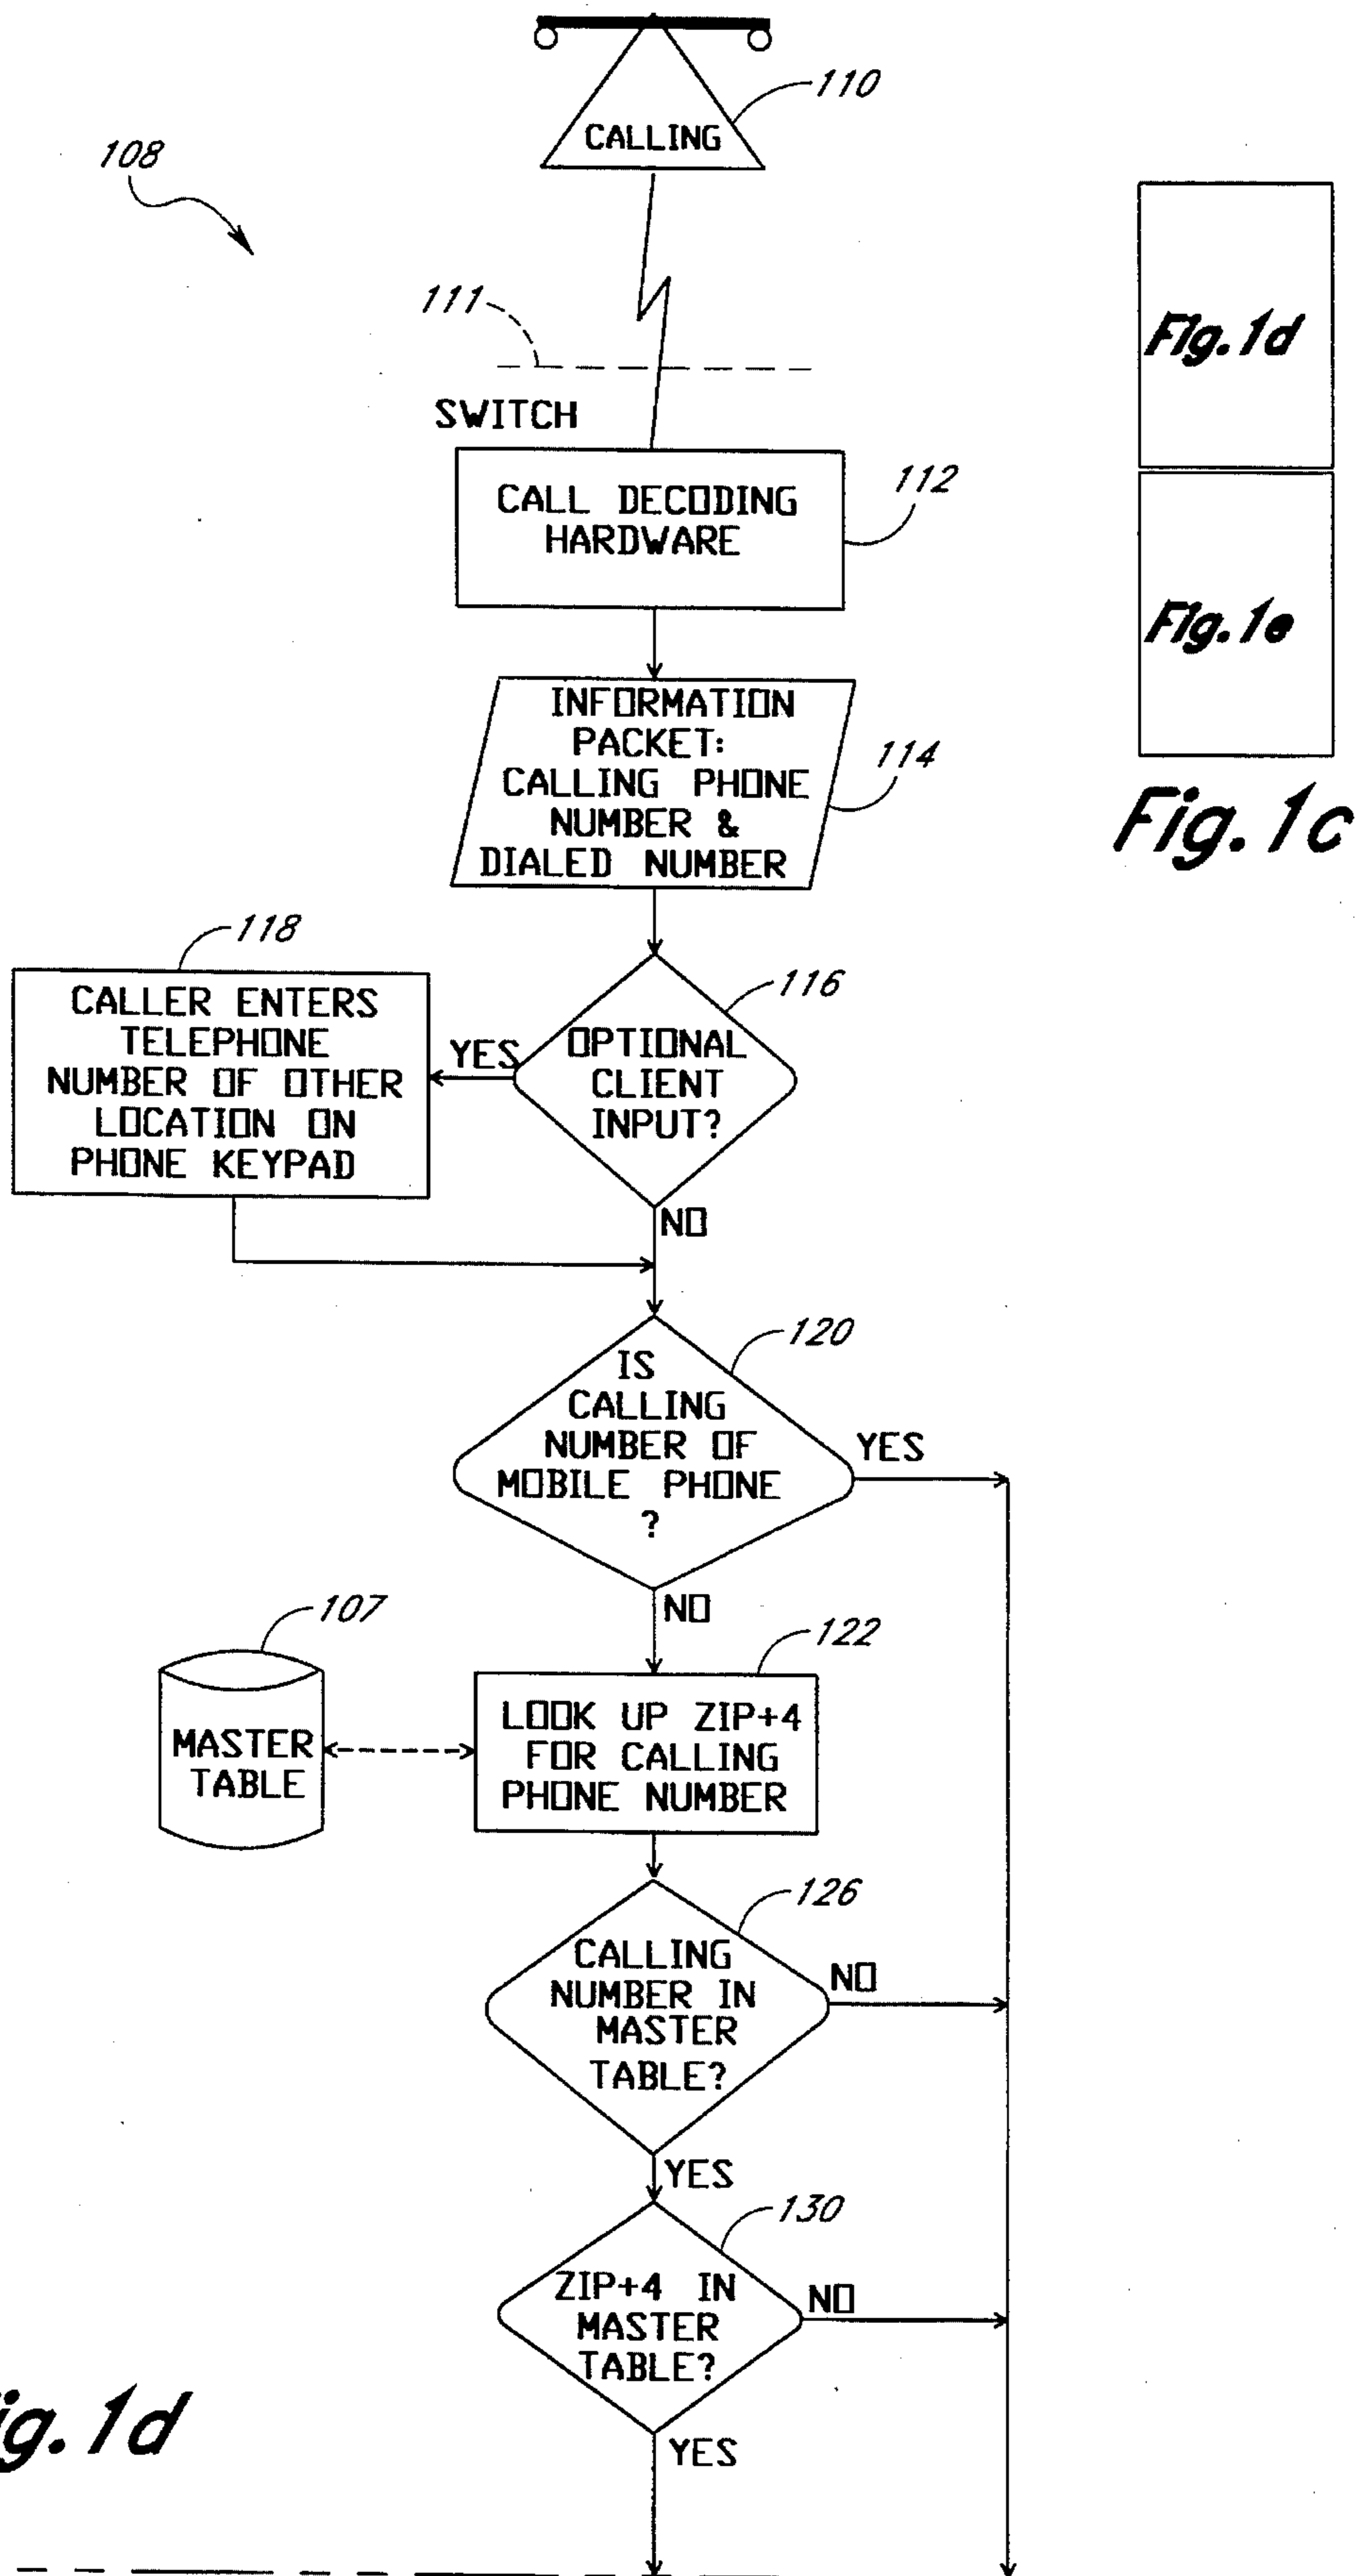 110
CALLING
108
111
SWITCH
CALL DECODING
HARDWARE
112
Fig. 1d
Fig. 1e
Fig. 1c
INFORMATION
PACKET:
CALLING PHONE
NUMBER &
DIALED NUMBER
114
118
CALLER ENTERS
TELEPHONE
NUMBER OF OTHER
LOCATION ON
PHONE KEYPAD
YES
116
OPTIONAL
CLIENT
INPUT?
NO
120
IS
CALLING
NUMBER OF
MOBILE PHONE
?
YES
NO
107
MASTER
TABLE
122
LOOK UP ZIP+4
FOR CALLING
PHONE NUMBER
126
CALLING
NUMBER IN
MASTER
TABLE?
NO
YES
130
ZIP+4 IN
MASTER
TABLE?
NO
YES
ig. 1d